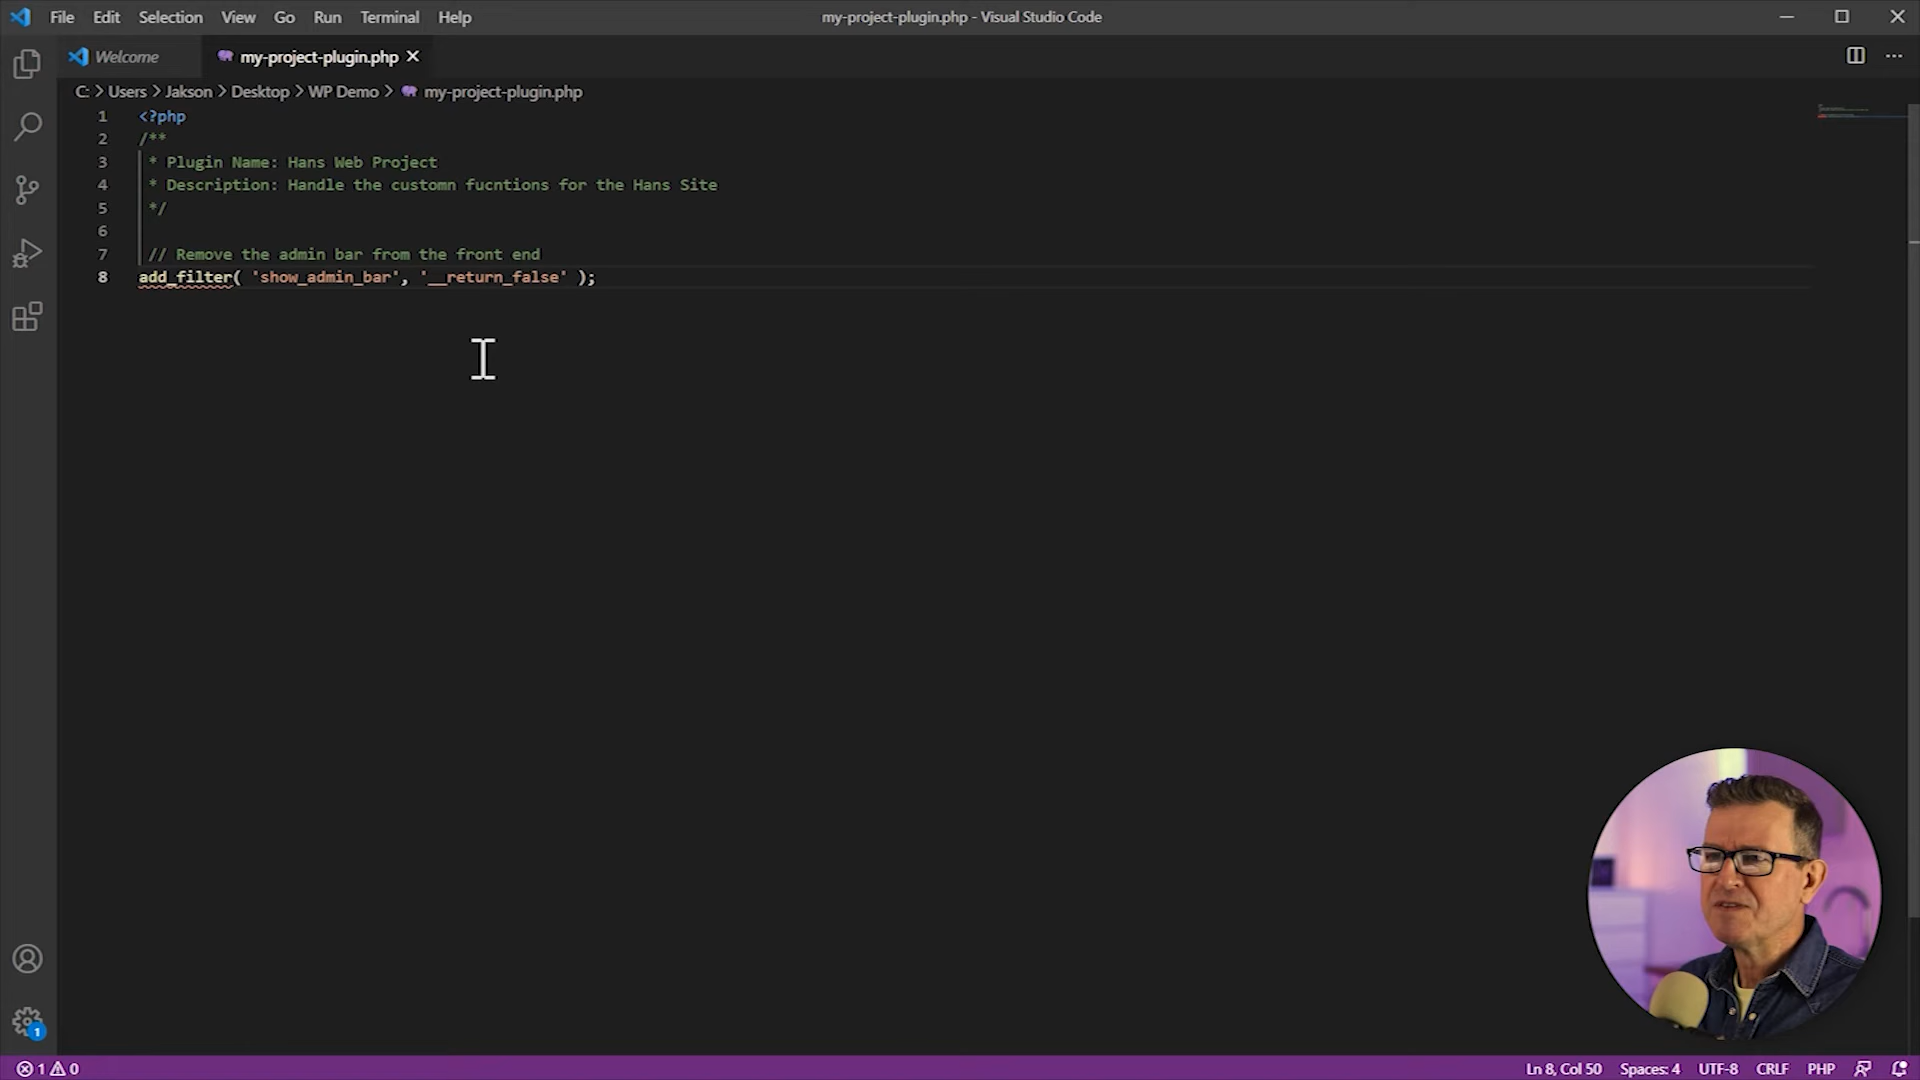 File Edit Selection View Go Run Terminal Help my-project-plugin.php - Visual Studio Code
Welcome my-project-plugin.php
C: > Users > Jakson > Desktop > WP Demo > my-project-plugin.php
1 <?php
2 /**
3 * Plugin Name: Hans Web Project
4 * Description: Handle the customn fucntions for the Hans Site
5 */
6
7 // Remove the admin bar from the front end
8 add_filter( 'show_admin_bar', '__return_false' );
1
1 0 Ln 8, Col 50 Spaces: 4 UTF-8 CRLF PHP